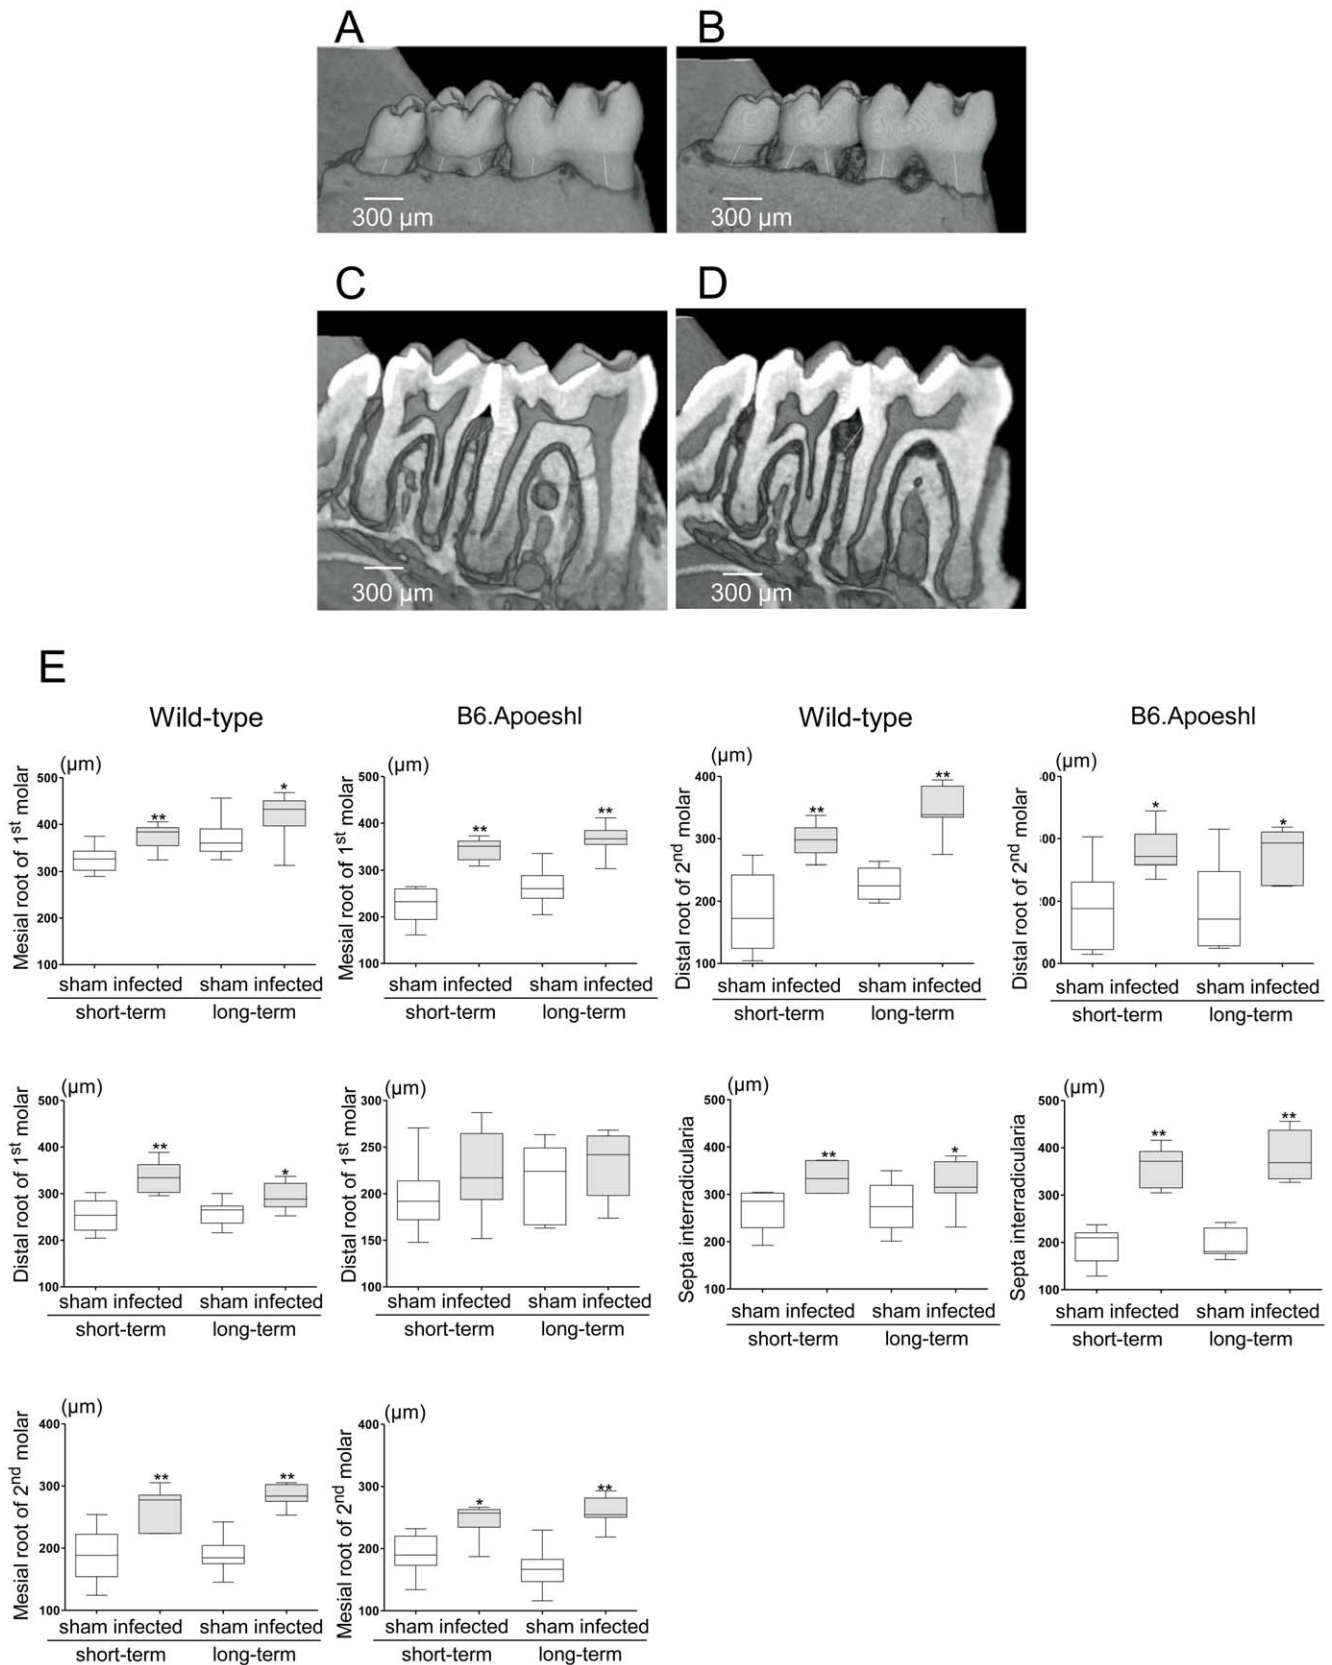 A
B
300 µm
300 µm
C
D
300 µm
300 µm
E
Wild-type
B6.Apoeshl
Wild-type
B6.Apoeshl
(µm)
Mesial root of 1st molar
500
400
300
200
100
**
*
sham infected
sham infected
short-term
long-term
(µm)
Mesial root of 1st molar
500
400
300
200
100
**
**
sham infected
sham infected
short-term
long-term
(µm)
Distal root of 2nd molar
400
300
200
100
**
**
sham infected
sham infected
short-term
long-term
(µm)
Distal root of 2nd molar
00
*
*
sham infected
sham infected
short-term
long-term
(µm)
Distal root of 1st molar
500
400
300
200
100
**
*
sham infected
sham infected
short-term
long-term
(µm)
Distal root of 1st molar
300
250
200
150
100
sham infected
sham infected
short-term
long-term
(µm)
Septa interradicularia
500
400
300
200
100
**
*
sham infected
sham infected
short-term
long-term
(µm)
Septa interradicularia
500
400
300
200
100
**
**
sham infected
sham infected
short-term
long-term
(µm)
Mesial root of 2nd molar
400
300
200
100
**
**
sham infected
sham infected
short-term
long-term
(µm)
Mesial root of 2nd molar
400
300
200
100
*
**
sham infected
sham infected
short-term
long-term